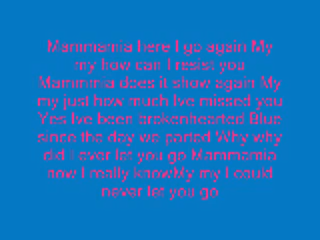 Mammamiia here I go again My
my how can I resist you
Mammmia does it show again My
my just how much Ive missed you
Yes Ive been brokenhearted Blue
since the day we parted Why why
did I ever let you go Mammamia
now I really knowMy my I could
never let you go